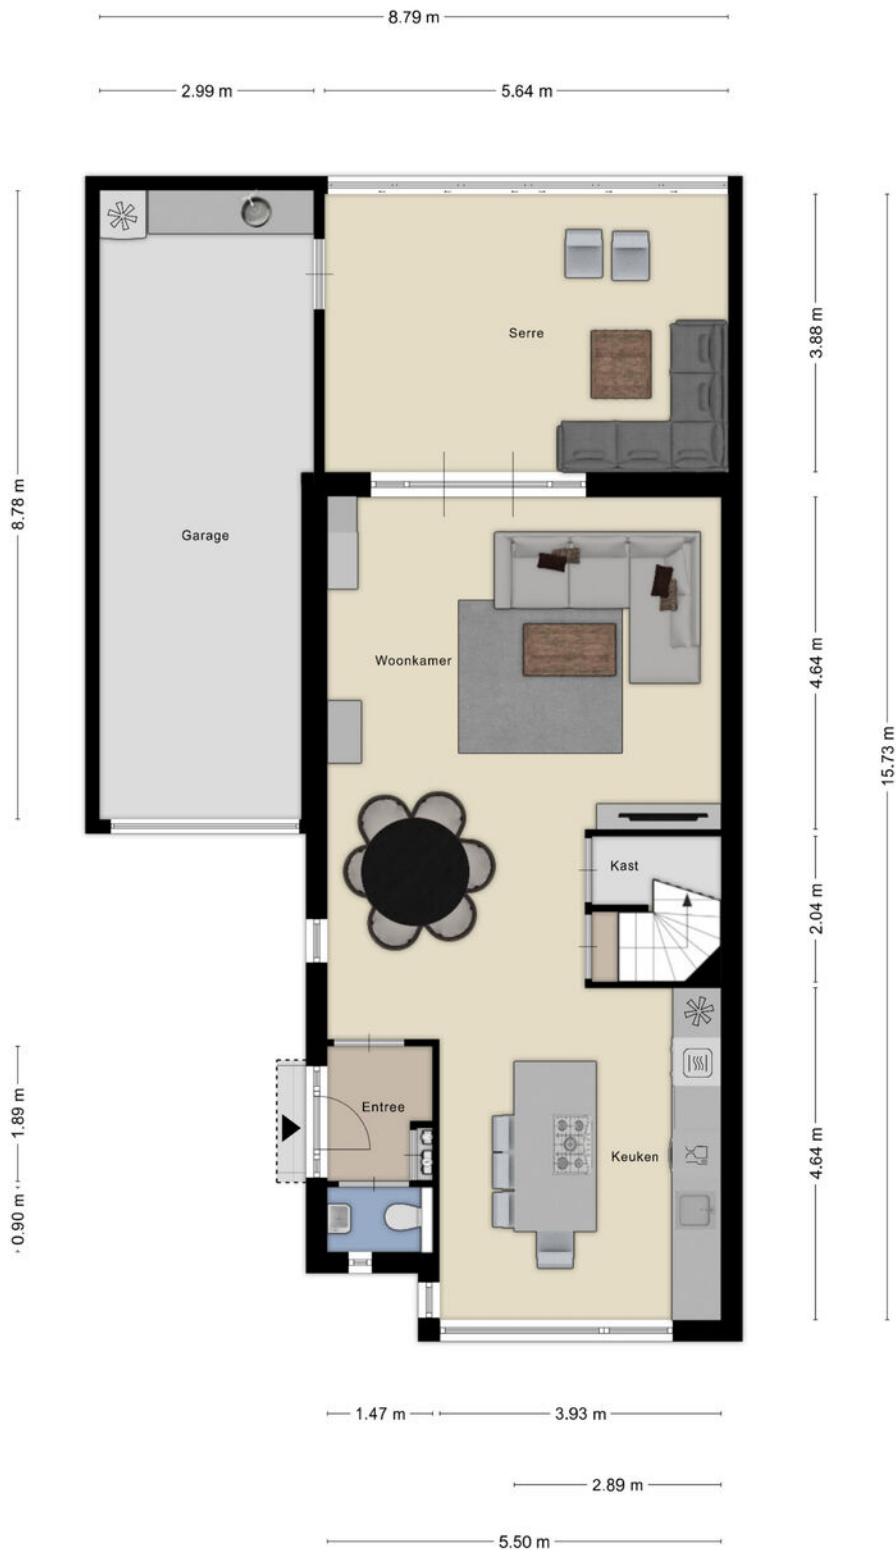 8.79 m
2.99 m
5.64 m
Serre
3.88 m
8.78 m
Garage
Woonkamer
4.64 m
15.73 m
Kast
2.04 m
Entree
1.89 m
Keuken
4.64 m
0.90 m
1.47 m
3.93 m
2.89 m
5.50 m